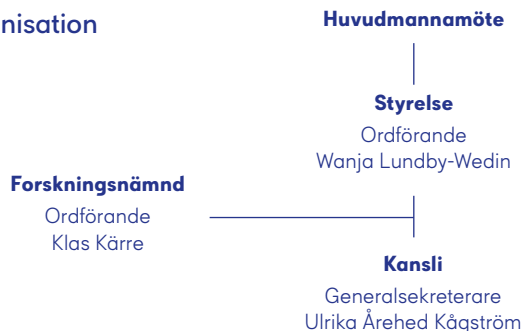 nisation
Huvudmannamöte
Styrelse
Ordförande
Wanja Lundby-Wedin
Forskningsnämnd
Ordförande
Klas Kärre
Kansli
Generalsekreterare
Ulrika Årehed Kågström